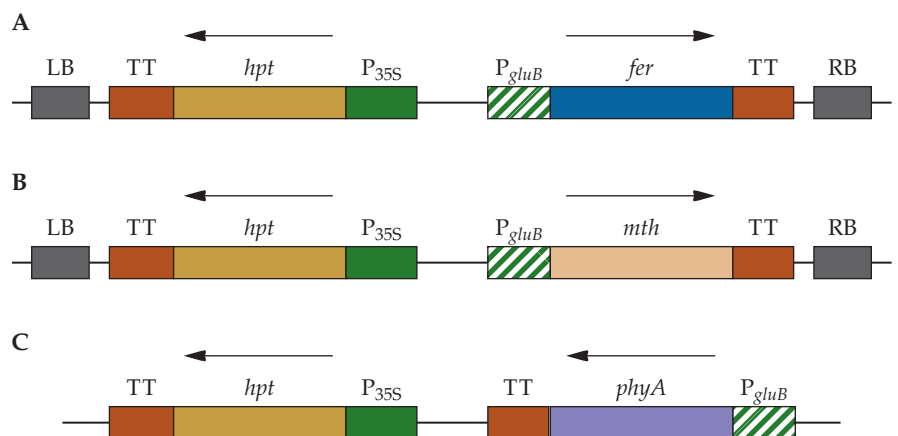 A
LB TT hpt P35S PgluB fer TT RB
B
LB TT hpt P35S PgluB mth TT RB
C
TT hpt P35S TT phyA PgluB